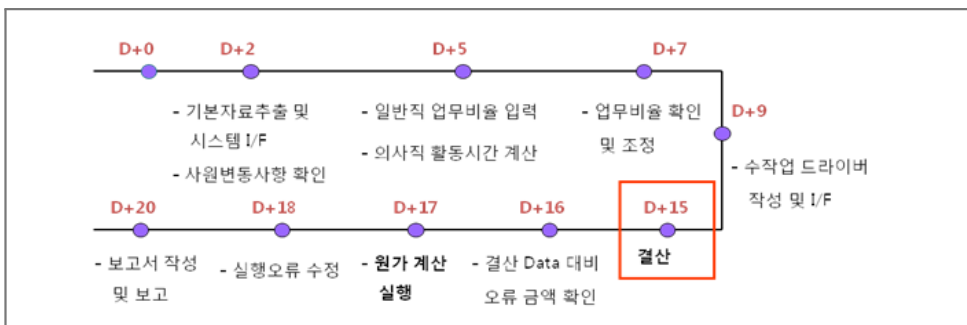 D+0
D+2
D+5
D+7
- 기본자료추출 및
시스템 I/F
- 사원변동사항 확인
- 일반직 업무비율 입력
- 의사직 활동시간 계산
- 업무비율 확인
및 조정
D+9
- 수작업 드라이버
작성 및 I/F
D+20
D+18
D+17
D+16
D+15
- 보고서 작성
및 보고
- 실행오류 수정
- 원가 계산
실행
- 결산 Data 대비
오류 금액 확인
결산